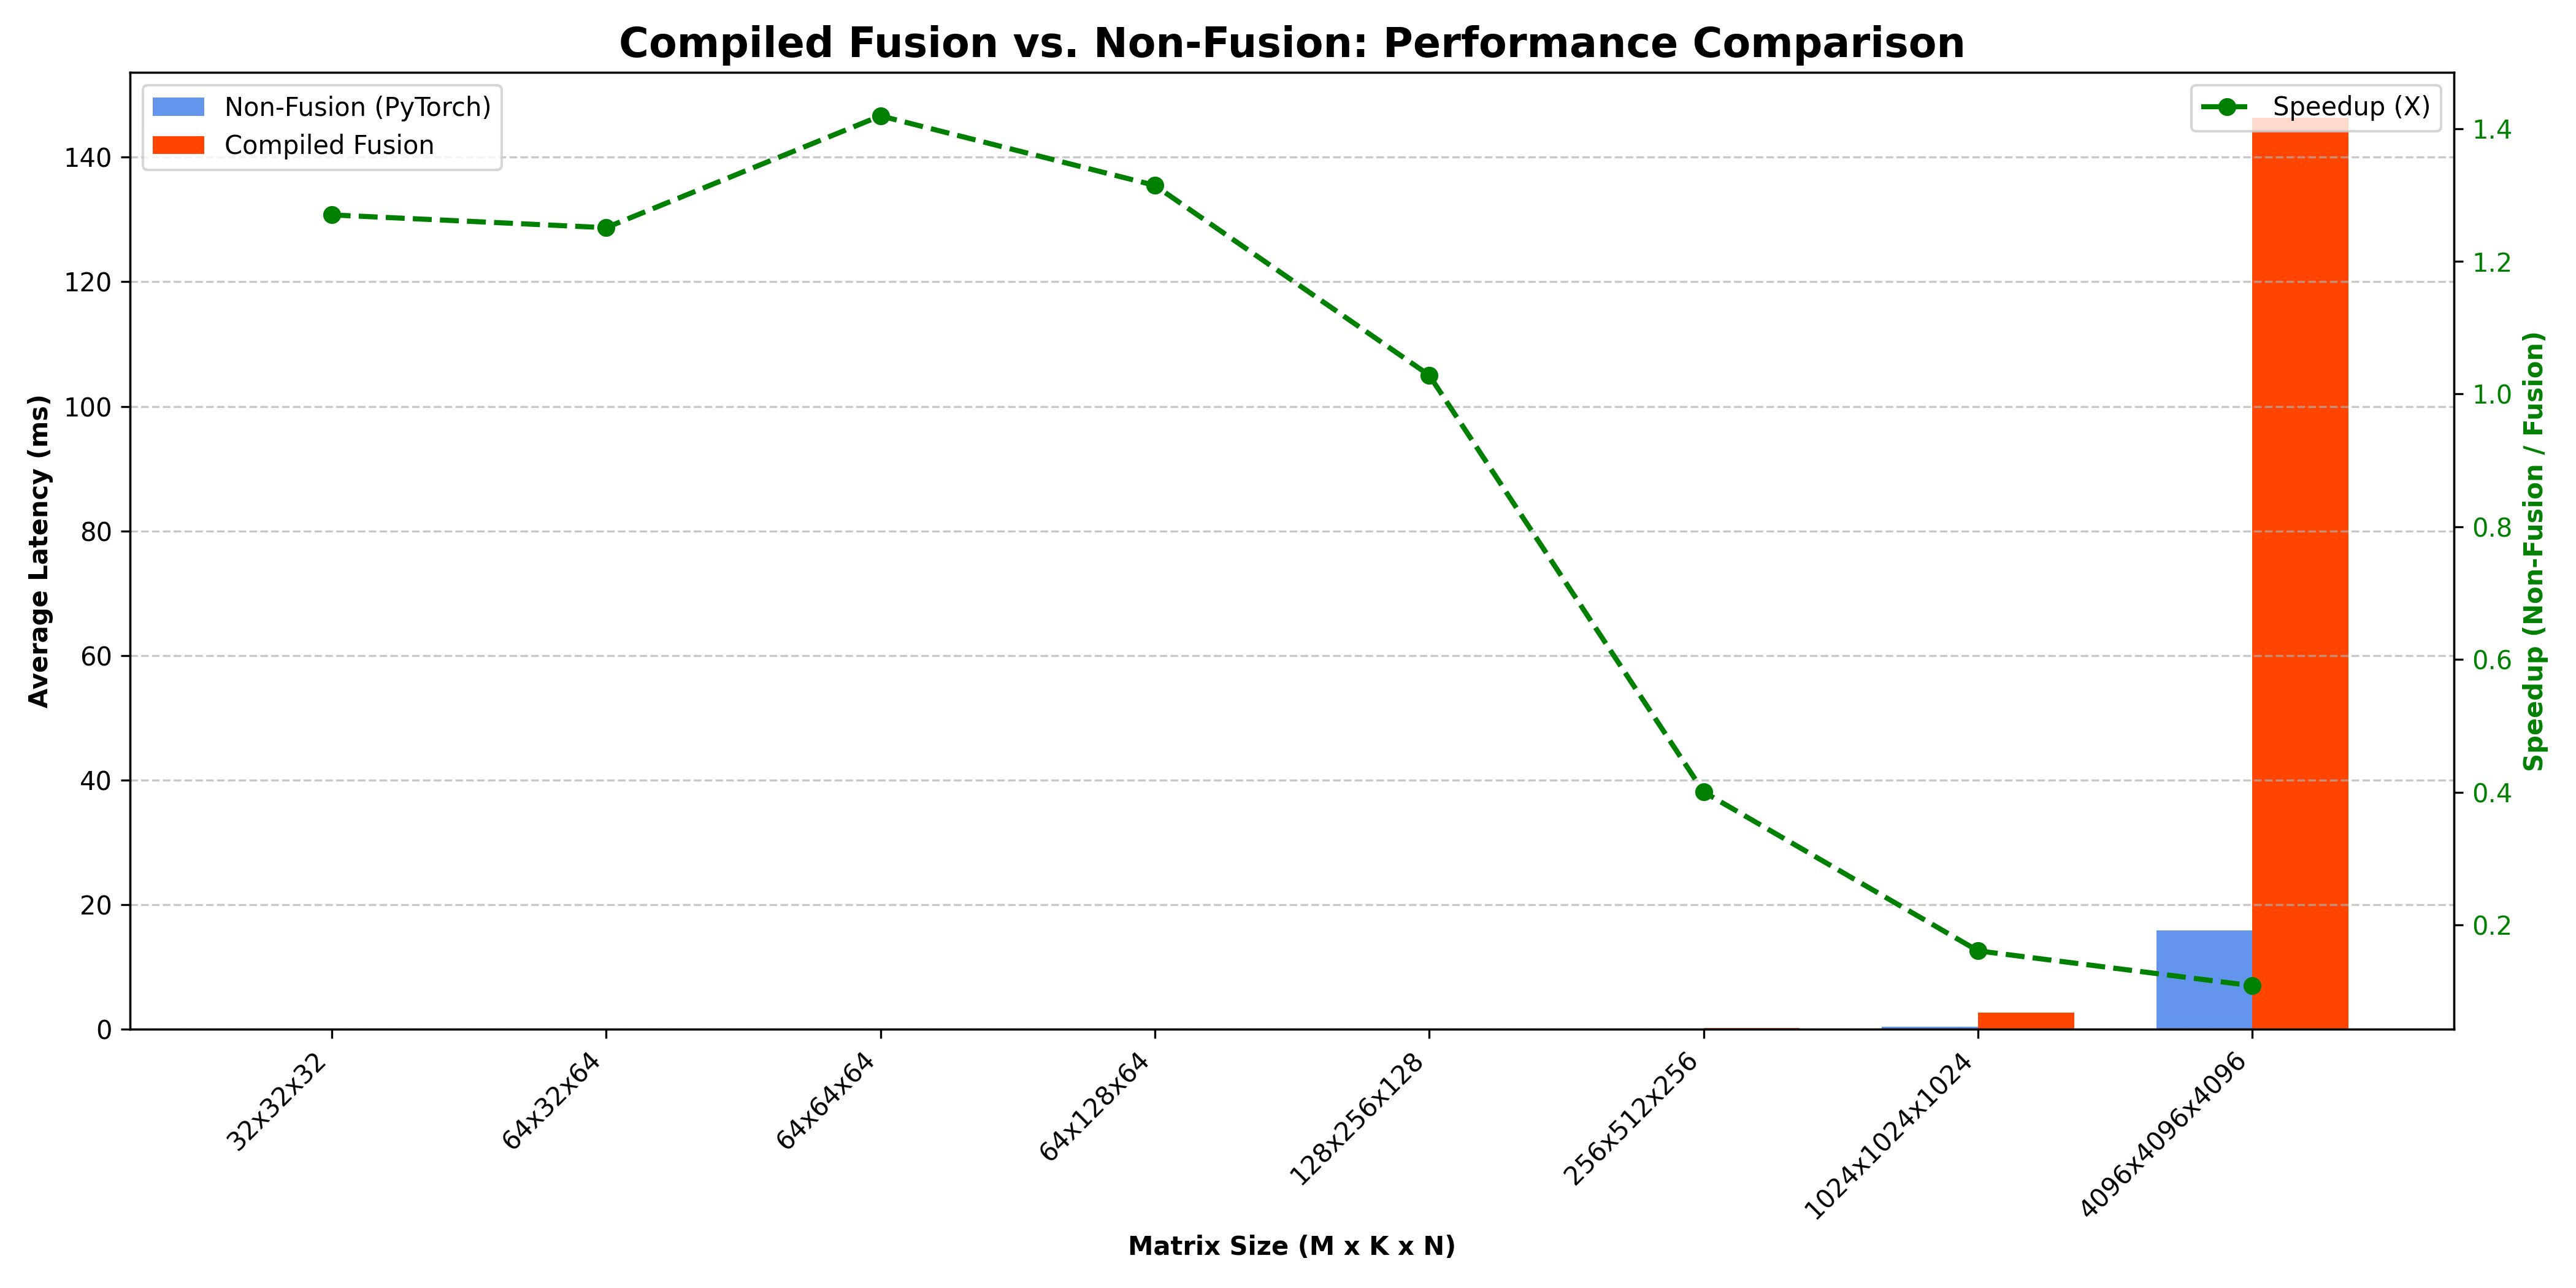 Compiled Fusion vs. Non-Fusion: Performance Comparison
Non-Fusion (PyTorch)
Compiled Fusion
Speedup (X)
Average Latency (ms)
140
120
100
80
60
40
20
0
1.4
1.2
1.0
0.8
0.6
0.4
0.2
Speedup (Non-Fusion / Fusion)
32x32x32
64x32x64
64x64x64
64x128x64
128x256x128
256x512x256
1024x1024x1024
4096x4096x4096
Matrix Size (M x K x N)